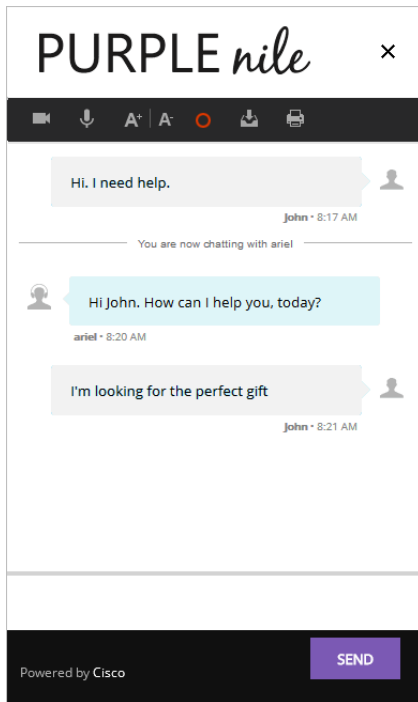 PURPLE nile
A+ A-
Hi. I need help.
John • 8:17 AM
You are now chatting with ariel
Hi John. How can I help you, today?
ariel • 8:20 AM
I'm looking for the perfect gift
John • 8:21 AM
SEND
Powered by Cisco